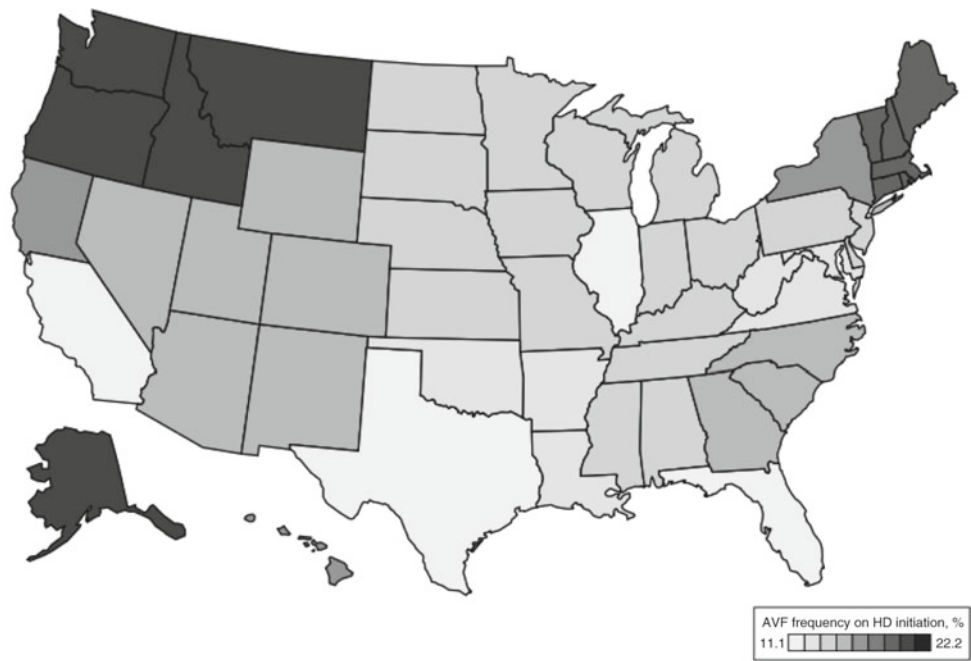 AVF frequency on HD initiation, %
11.1 22.2